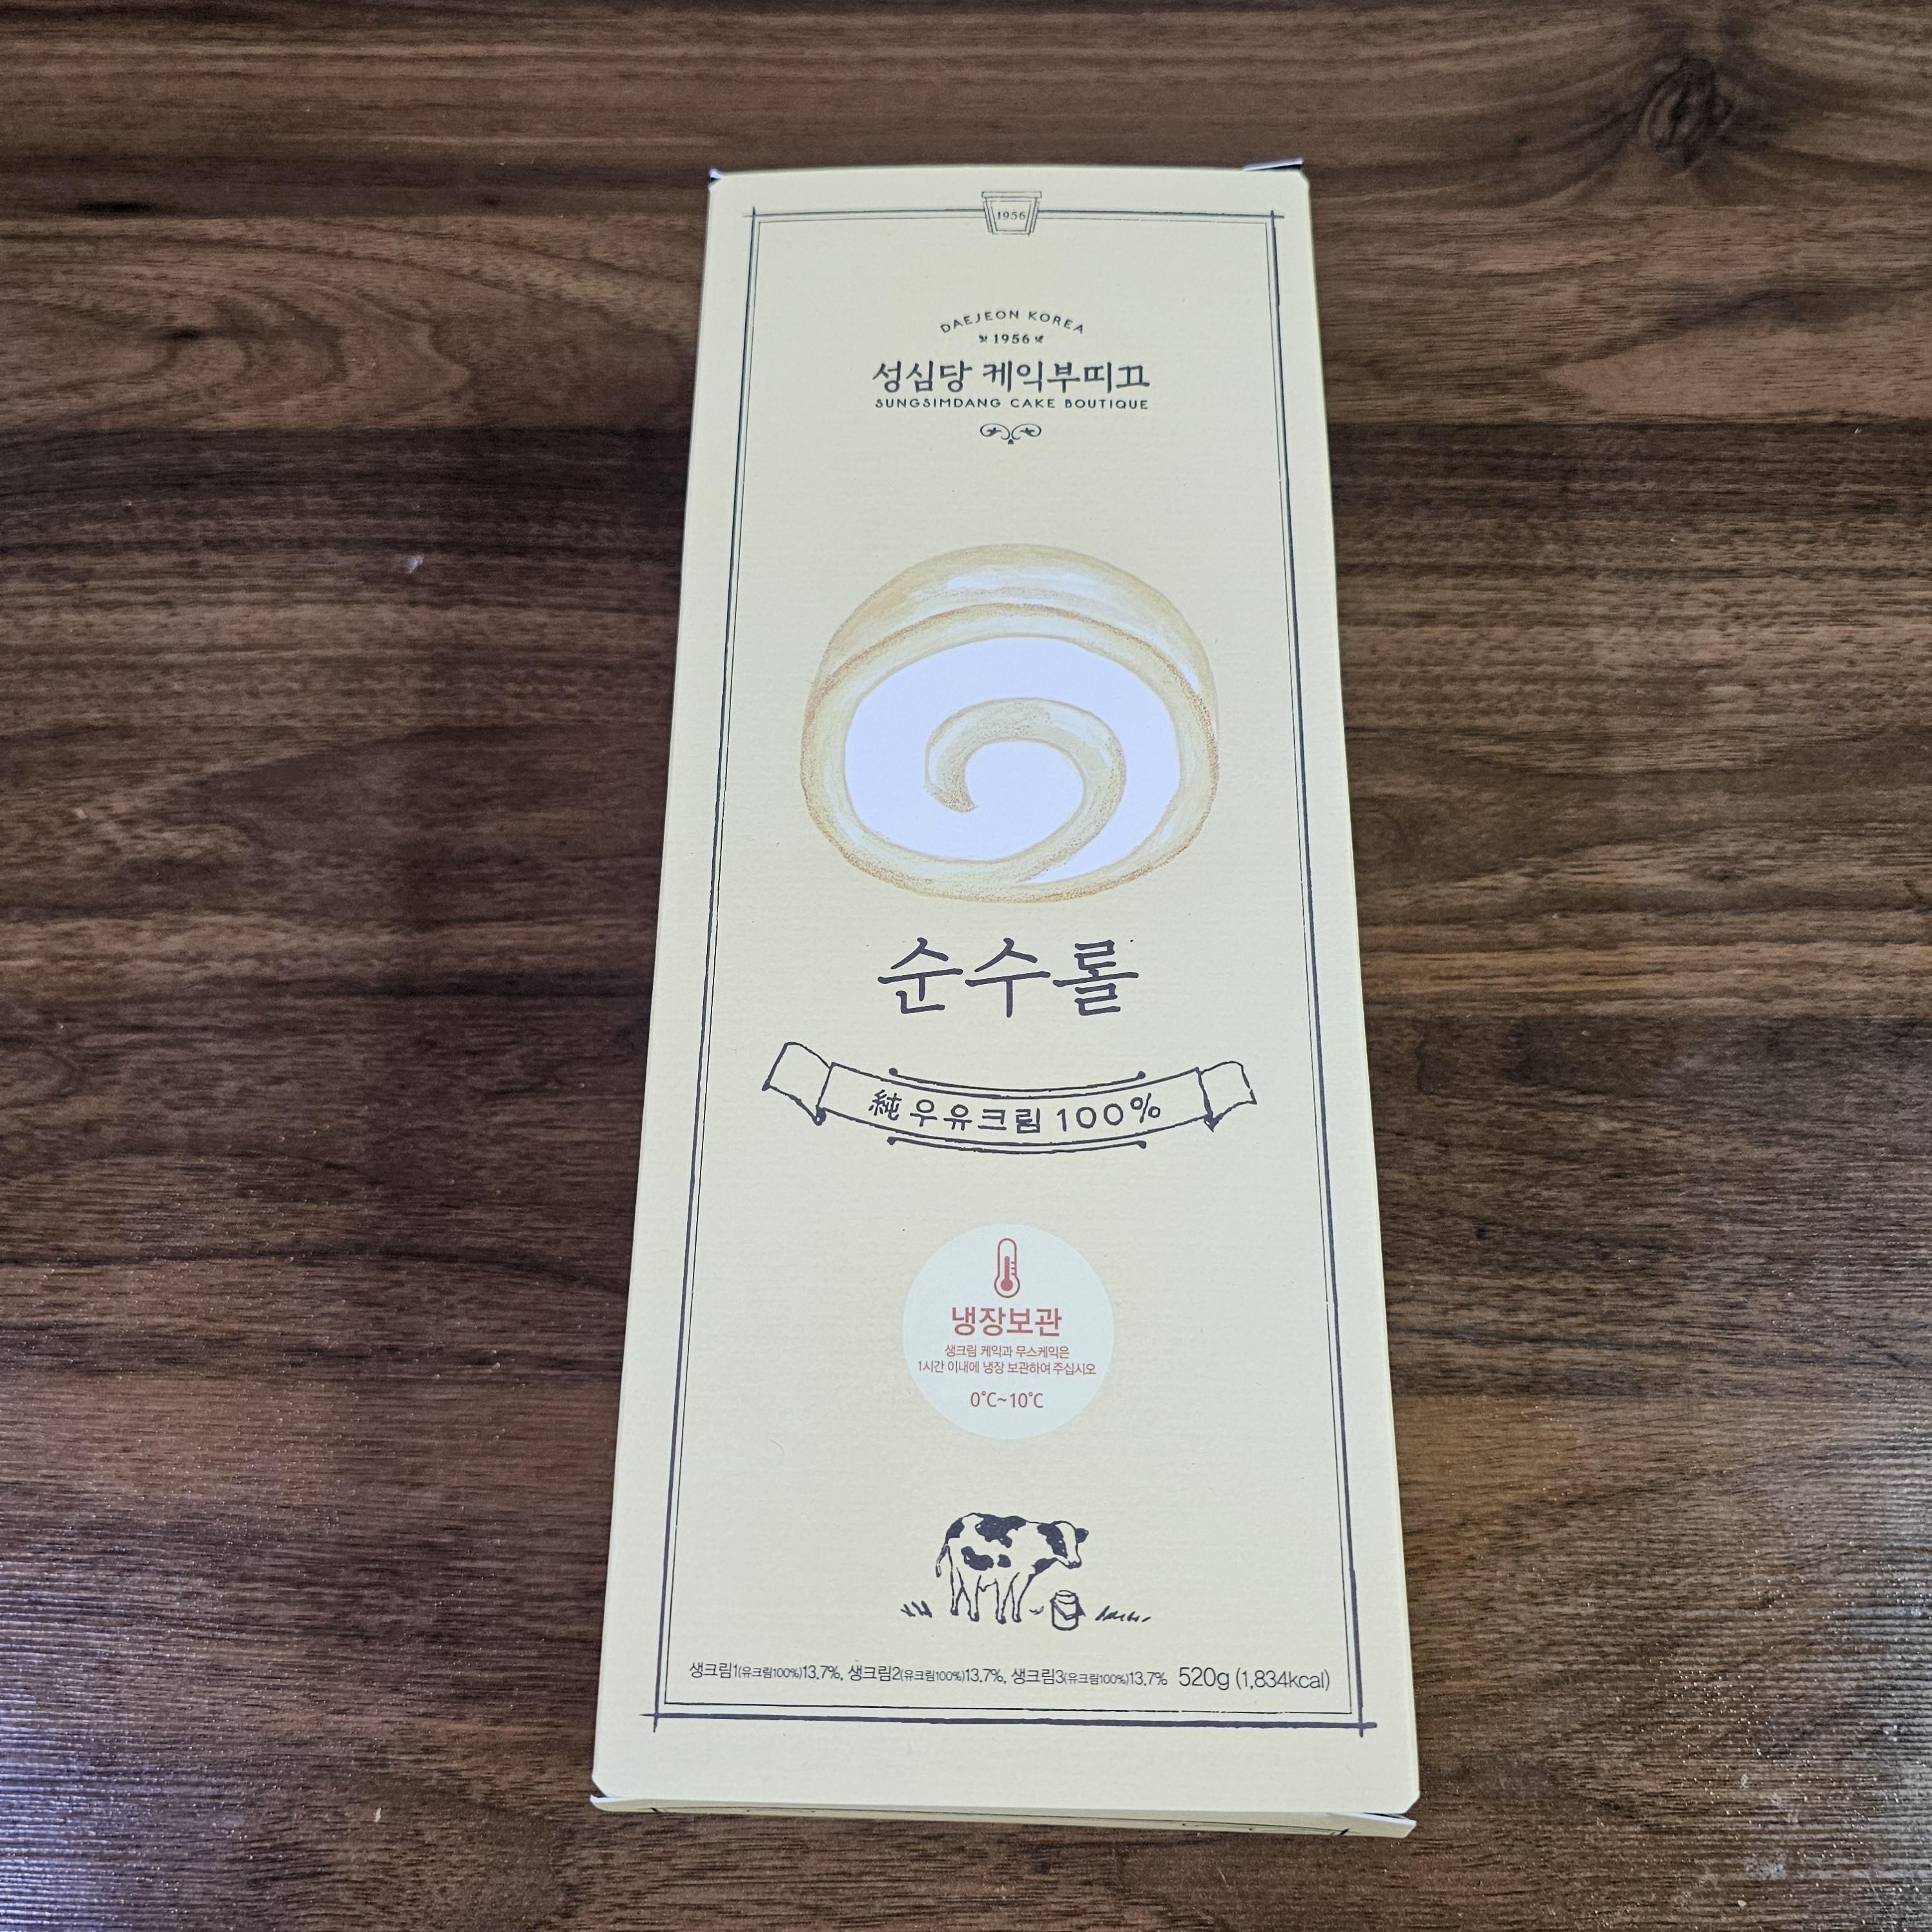 1956
DAEJEON KOREA
1956
성심당 케익부띠끄
SUNGSIMDANG CAKE BOUTIQUE
순수롤
純 우유크림 100%
냉장보관
생크림 케익과 무스케익은
1시간 이내에 냉장 보관하여 주십시오
0℃~10℃
생크림1(유크림100%)13.7%, 생크림2(유크림100%)13.7%, 생크림3(유크림100%)13.7% 520g (1,834kcal)